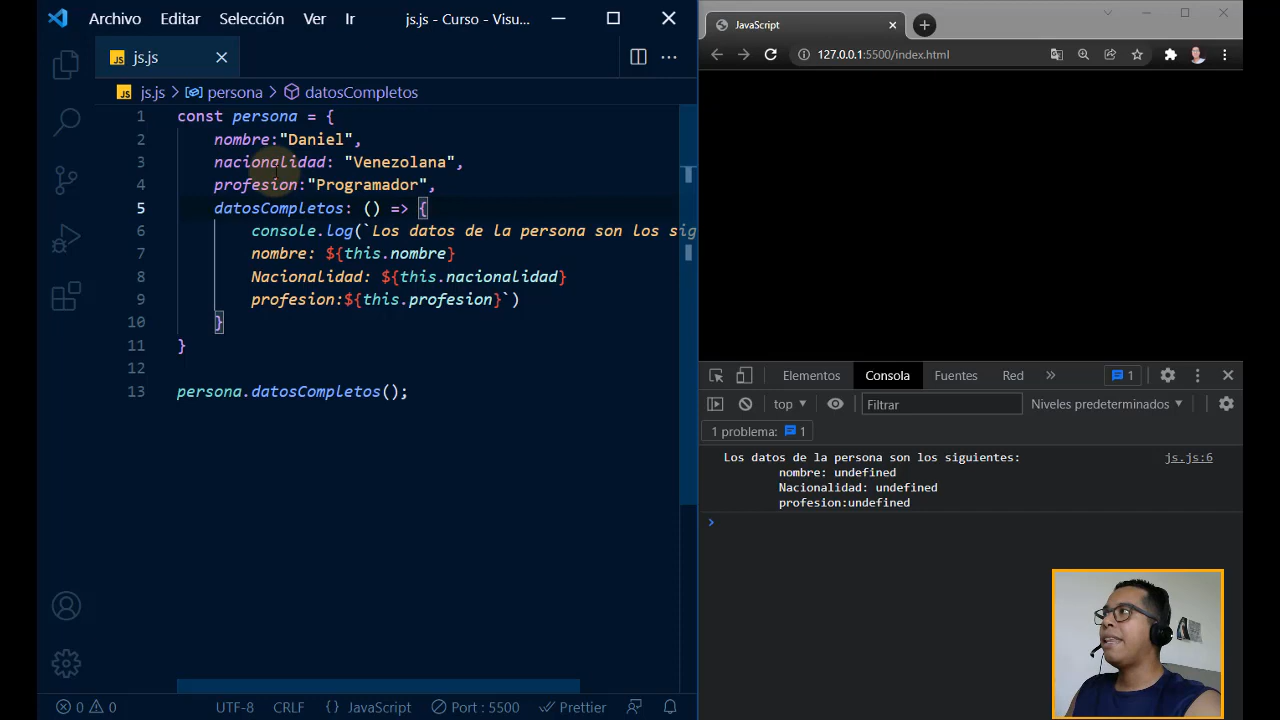 Archivo Editar Selección Ver Ir js.js - Curso - Visu...
JS js.js
JS js.js > persona > datosCompletos
1 const persona = {
2 nombre:"Daniel",
3 nacionalidad: "Venezolana",
4 profesion:"Programador",
5 datosCompletos: () => {
6 console.log(`Los datos de la persona son los sig
7 nombre: ${this.nombre}
8 Nacionalidad: ${this.nacionalidad}
9 profesion:${this.profesion}`)
10 }
11 }
12
13 persona.datosCompletos();
0 0 UTF-8 CRLF {} JavaScript Port : 5500 Prettier
JavaScript
127.0.0.1:5500/index.html
Elementos Consola Fuentes Red » 1
top Filtrar Niveles predeterminados
1 problema: 1
Los datos de la persona son los siguientes: js.js:6
nombre: undefined
Nacionalidad: undefined
profesion:undefined
>